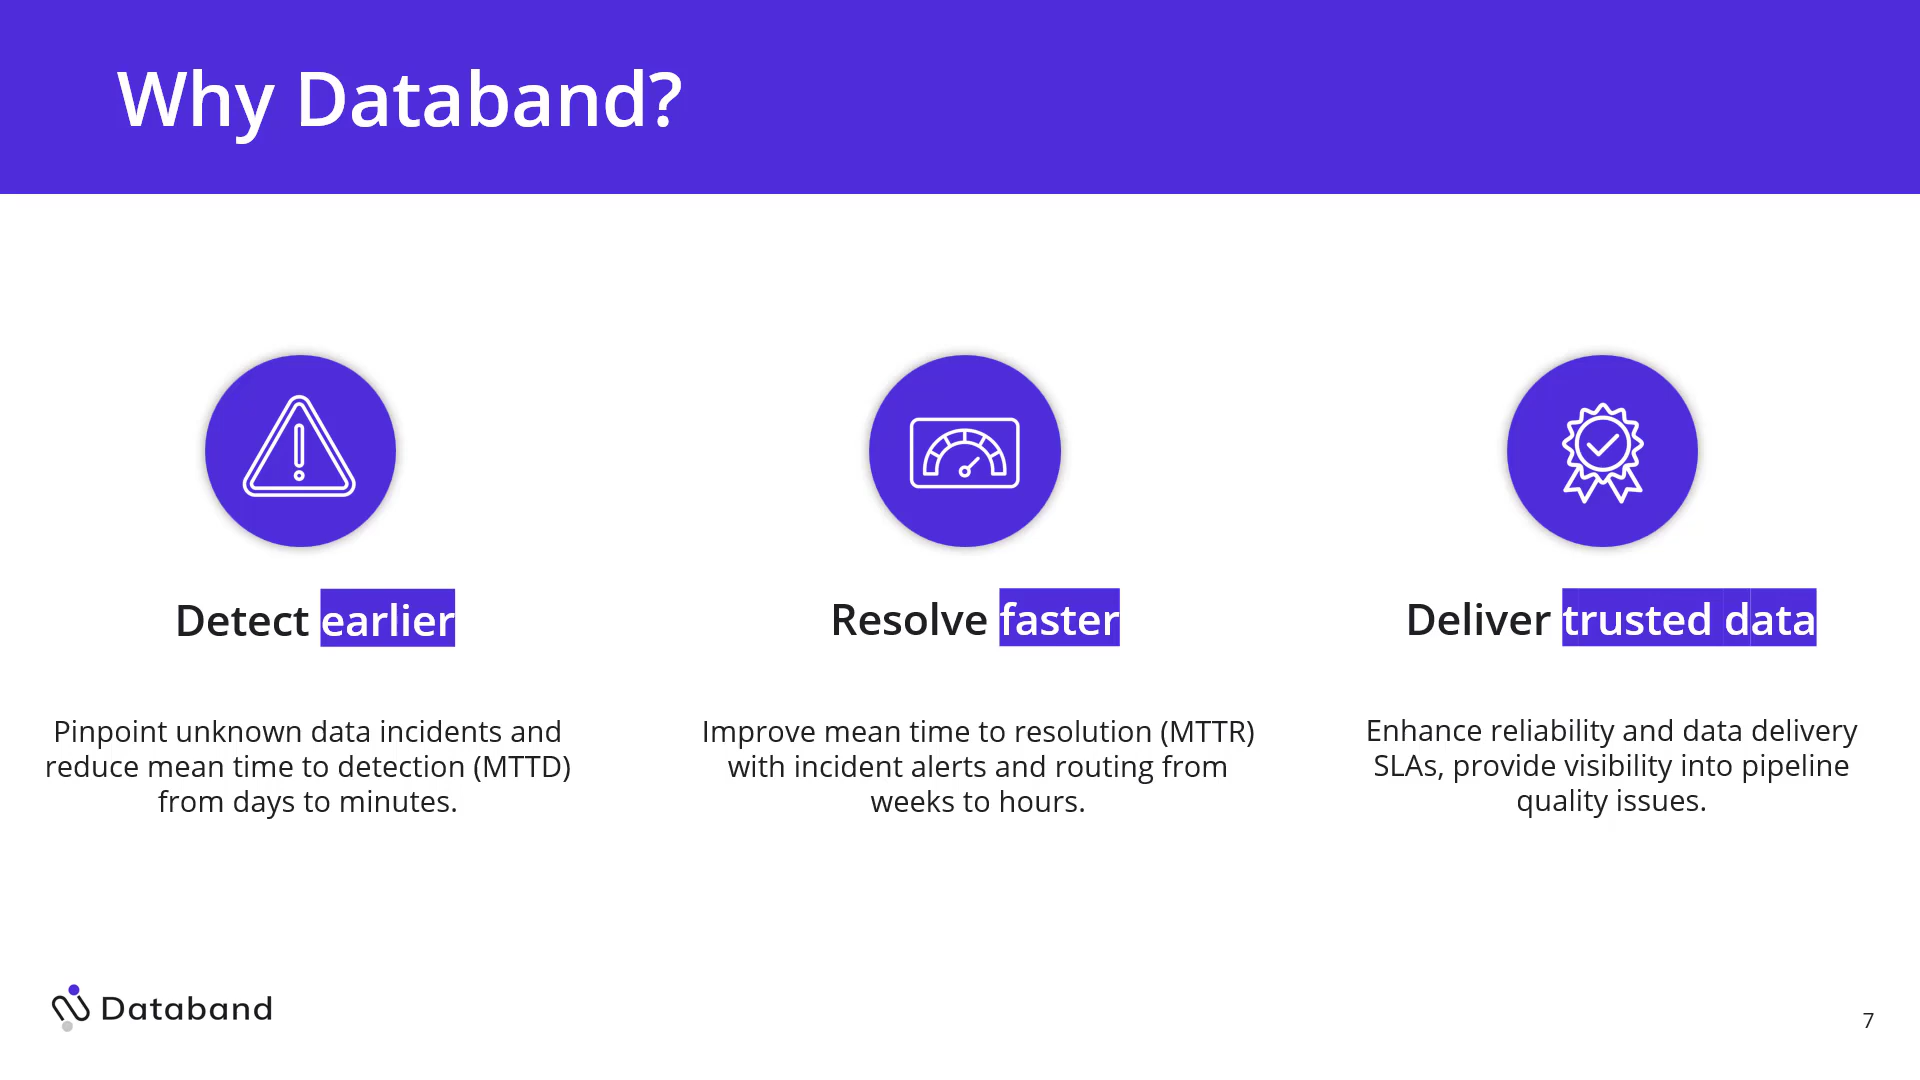 Why Databand?
Detect earlier
Pinpoint unknown data incidents and
reduce mean time to detection (MTTD)
from days to minutes.
Resolve faster
Improve mean time to resolution (MTTR)
with incident alerts and routing from
weeks to hours.
Deliver trusted data
Enhance reliability and data delivery
SLAs, provide visibility into pipeline
quality issues.
Databand
7